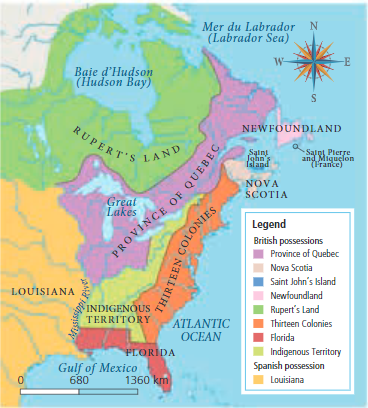 Mer du Labrador
(Labrador Sea)
N
W
E
S
Baie d'Hudson
(Hudson Bay)
RUPERT'S LAND
NEWFOUNDLAND
Saint Pierre
and Miquelon
(France)
Saint
John's
Island
NOVA
SCOTIA
PROVINCE OF QUEBEC
Great
Lakes
THIRTEEN COLONIES
LOUISIANA
Mississippi River
INDIGENOUS
TERRITORY
ATLANTIC
OCEAN
FLORIDA
Gulf of Mexico
0 680 1360 km
Legend
British possessions
Province of Quebec
Nova Scotia
Saint John's Island
Newfoundland
Rupert's Land
Thirteen Colonies
Florida
Indigenous Territory
Spanish possession
Louisiana